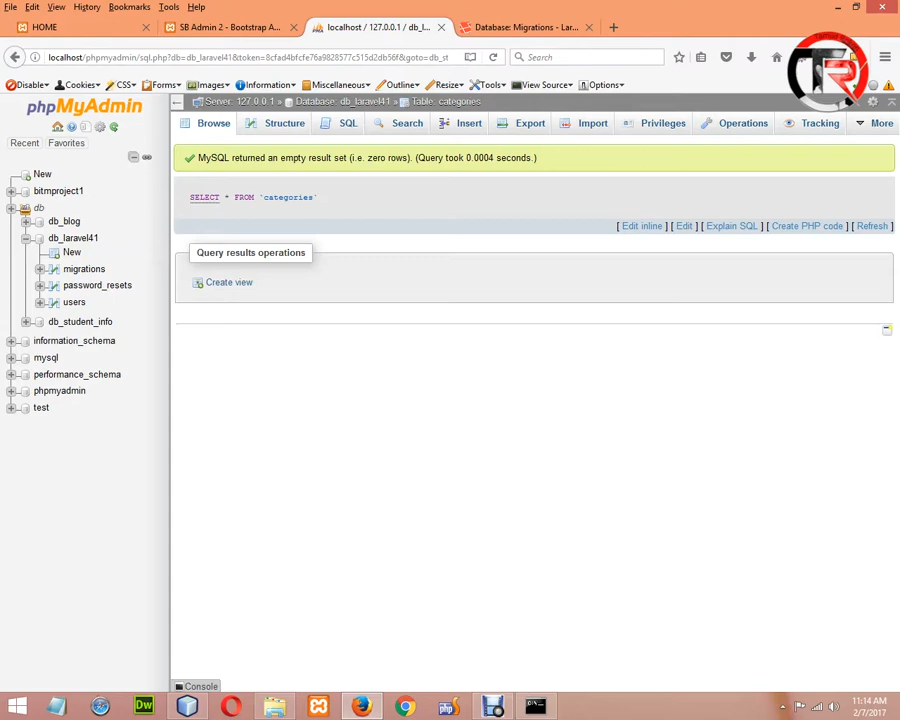 File Edit View History Bookmarks Tools Help
HOME
SB Admin 2 - Bootstrap A...
localhost / 127.0.0.1 / db_l...
Database: Migrations - Lar...
localhost/phpmyadmin/sql.php?db=db_laravel41&token=8cfad4bfcfe76a9828577c515d2db56f&goto=db_st
Search
Disable Cookies CSS Forms Images Information Miscellaneous Outline Resize Tools View Source Options
phpMyAdmin
Server: 127.0.0.1 » Database: db_laravel41 » Table: categories
Browse Structure SQL Search Insert Export Import Privileges Operations Tracking More
Recent Favorites
MySQL returned an empty result set (i.e. zero rows). (Query took 0.0004 seconds.)
SELECT * FROM `categories`
[ Edit inline ] [ Edit ] [ Explain SQL ] [ Create PHP code ] [ Refresh ]
Query results operations
Create view
New
bitmproject1
db
db_blog
db_laravel41
New
migrations
password_resets
users
db_student_info
information_schema
mysql
performance_schema
phpmyadmin
test
Console
Dw
11:14 AM
2/7/2017